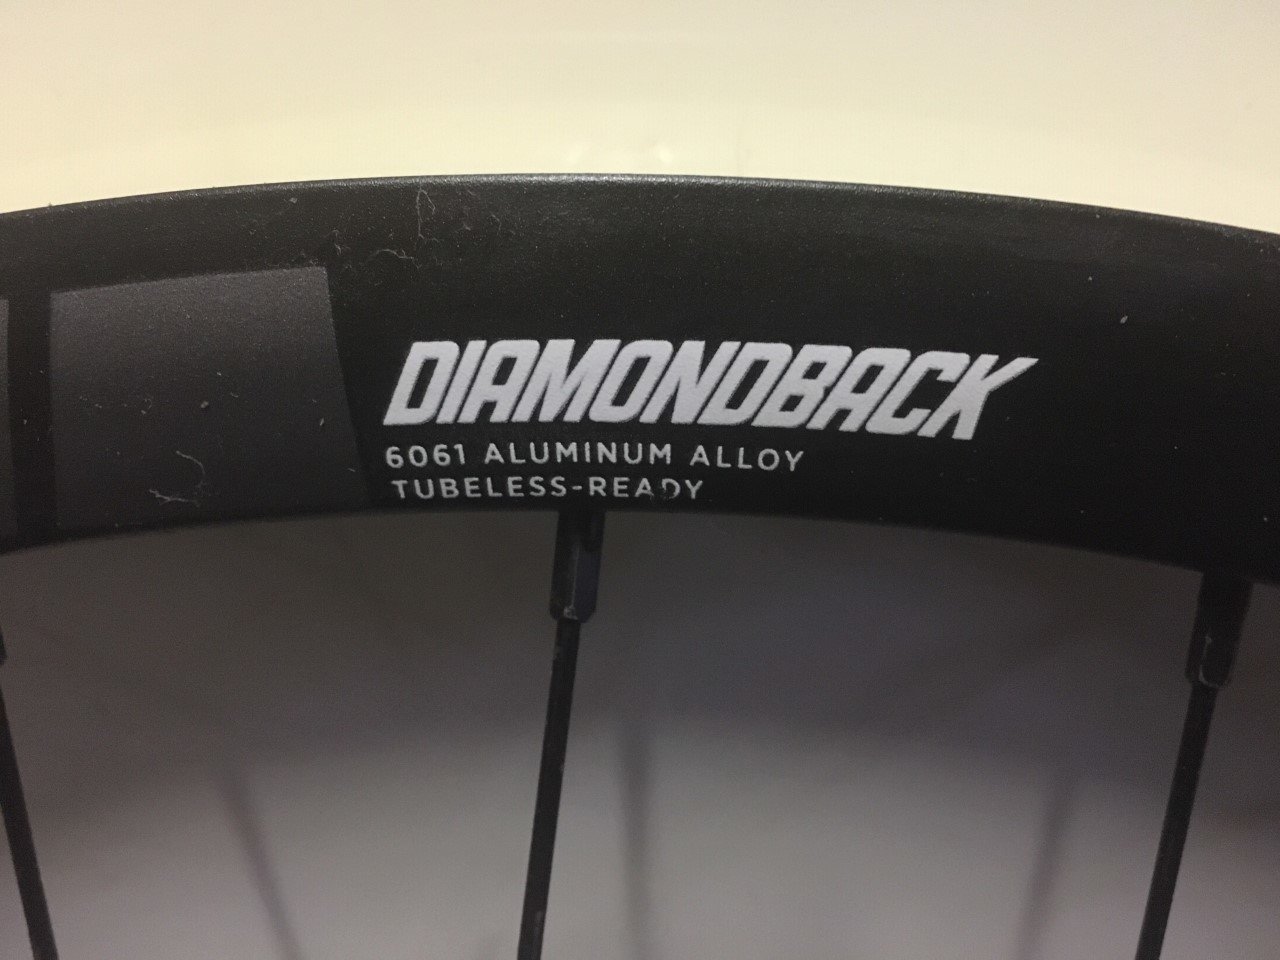 DIAMONDBACK
6061 ALUMINUM ALLOY
TUBELESS-READY